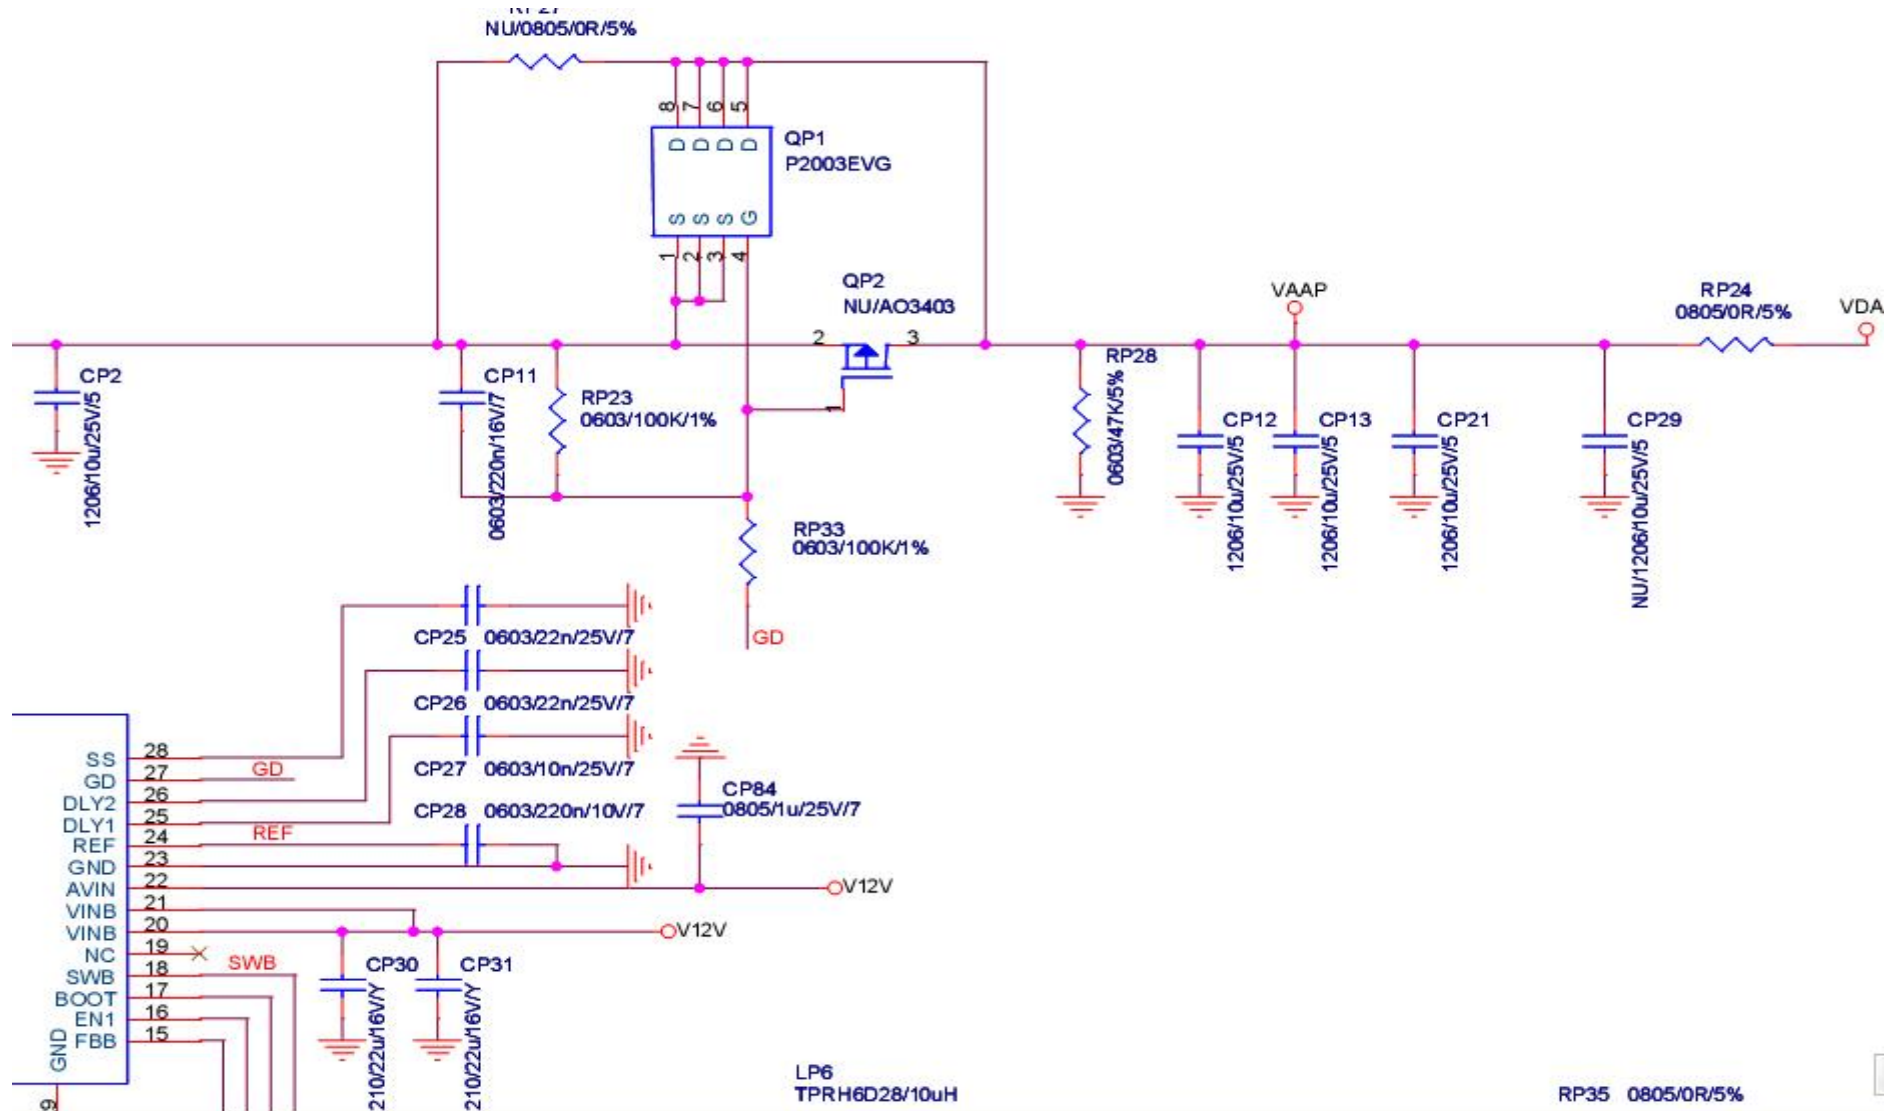 NU/0805/0R/5%
8
7
6
5
D
D
D
D
QP1
P2003EVG
S
S
S
G
1
2
3
4
QP2
NU/AO3403
2
3
1
VAAP
RP24
0805/0R/5%
VDA
CP2
1206/10u/25V/5
CP11
0603/220n/16V/7
RP23
0603/100K/1%
RP28
0603/47K/5%
CP12
1206/10u/25V/5
CP13
1206/10u/25V/5
CP21
1206/10u/25V/5
CP29
NU/1206/10u/25V/5
RP33
0603/100K/1%
GD
CP25 0603/22n/25V/7
CP26 0603/22n/25V/7
CP27 0603/10n/25V/7
CP28 0603/220n/10V/7
CP84
0805/1u/25V/7
SS 28
GD 27 GD
DLY2 26
DLY1 25
REF 24 REF
GND 23
AVIN 22 V12V
VINB 21
VINB 20 V12V
NC 19
SWB 18 SWB
BOOT 17
EN1 16
FBB 15
GND
9
CP30
210/22u/16V/Y
CP31
210/22u/16V/Y
LP6
TPRH6D28/10uH
RP35 0805/0R/5%